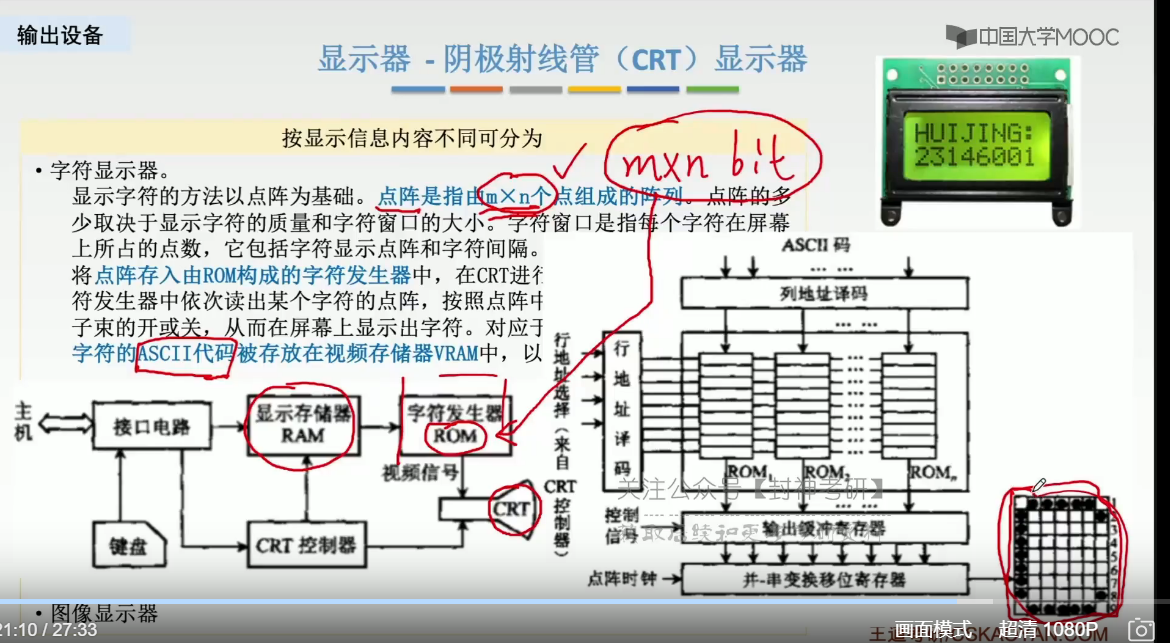 输出设备
中国大学MOOC
显示器 - 阴极射线管（CRT）显示器
HUIJING:
23146001
按显示信息内容不同可分为
m×n bit
• 字符显示器。
显示字符的方法以点阵为基础。点阵是指由m×n个点组成的阵列。点阵的多
少取决于显示字符的质量和字符窗口的大小。字符窗口是指每个字符在屏幕
上所占的点数，它包括字符显示点阵和字符间隔。
将点阵存入由ROM构成的字符发生器中，在CRT进行
符发生器中依次读出某个字符的点阵，按照点阵中
子束的开或关，从而在屏幕上显示出字符。对应于
字符的ASCII代码被存放在视频存储器VRAM中，以
ASCII 码
... ...
列地址译码
... ...
行地址选择（来自CRT控制器）
行地址译码
ROM₁
ROM₂
ROMₙ
... ...
控制信号
输出缓冲寄存器
点阵时钟
并-串变换移位寄存器
1
2
3
4
5
6
7
8
9
主机
接口电路
显示存储器
RAM
字符发生器
ROM
视频信号
CRT
键盘
CRT 控制器
关注公众号【封神考研】
• 图像显示器
21:10 / 27:33
画面模式
超清 1080P